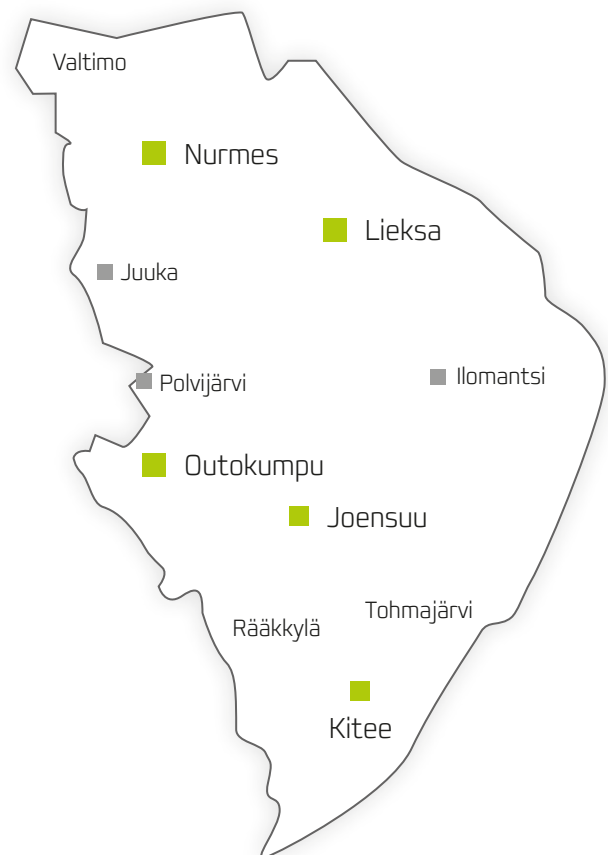 Valtimo
Nurmes
Lieksa
Juuka
Polvijärvi
Ilomantsi
Outokumpu
Joensuu
Tohmajärvi
Rääkkylä
Kitee